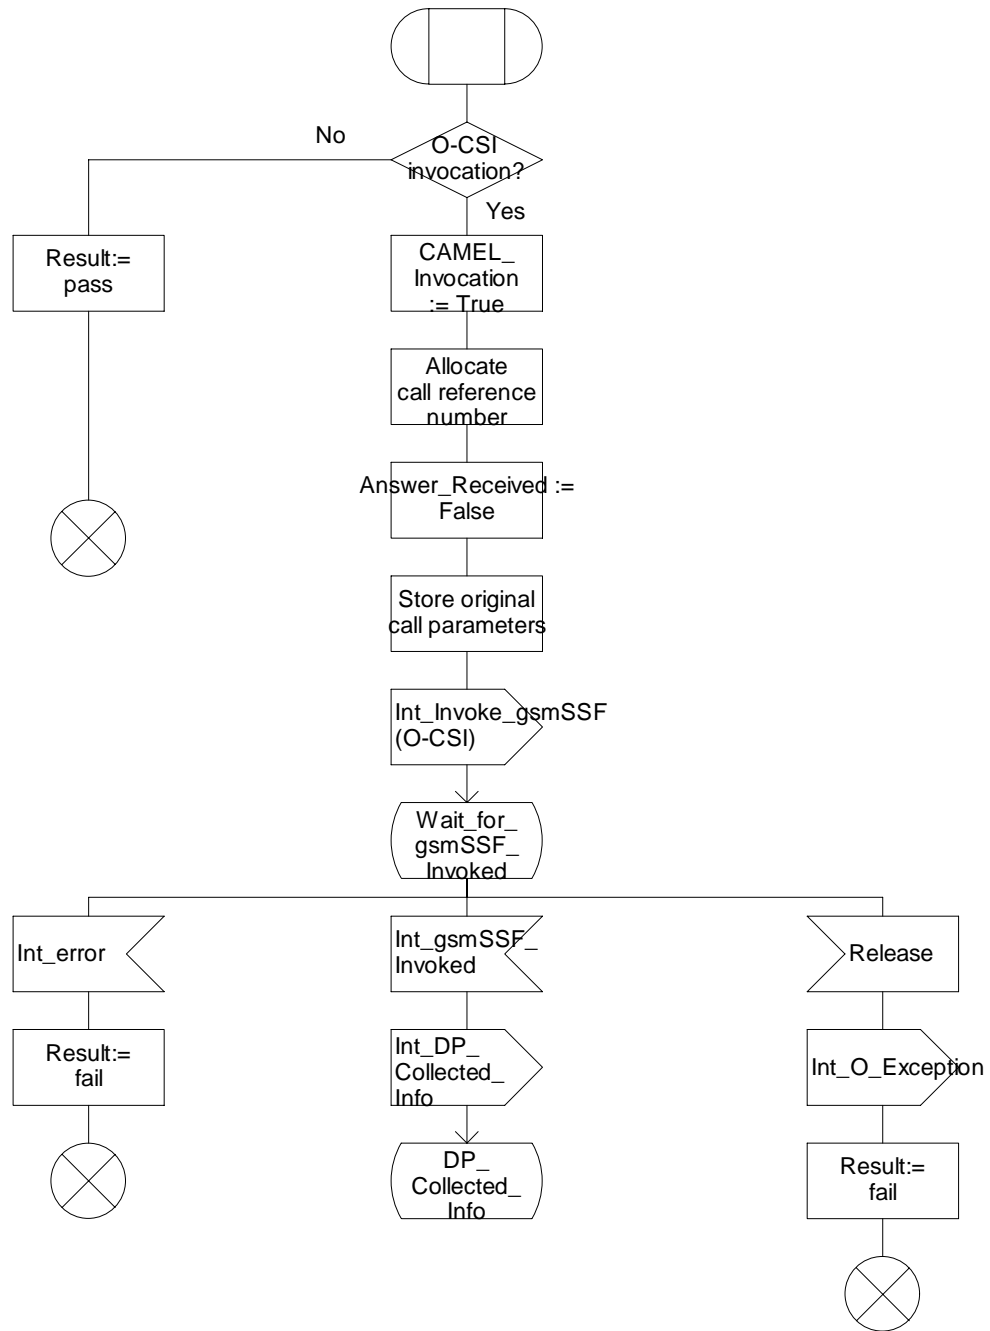 No
O-CSI
invocation?
Yes
Result:=
pass
CAMEL_
Invocation
:= True
Allocate
call reference
number
Answer_Received :=
False
Store original
call parameters
Int_Invoke_gsmSSF
(O-CSI)
Wait_for_
gsmSSF_
Invoked
Int_error
Int_gsmSSF_
Invoked
Release
Result:=
fail
Int_DP_
Collected_
Info
Int_O_Exception
DP_
Collected_
Info
Result:=
fail